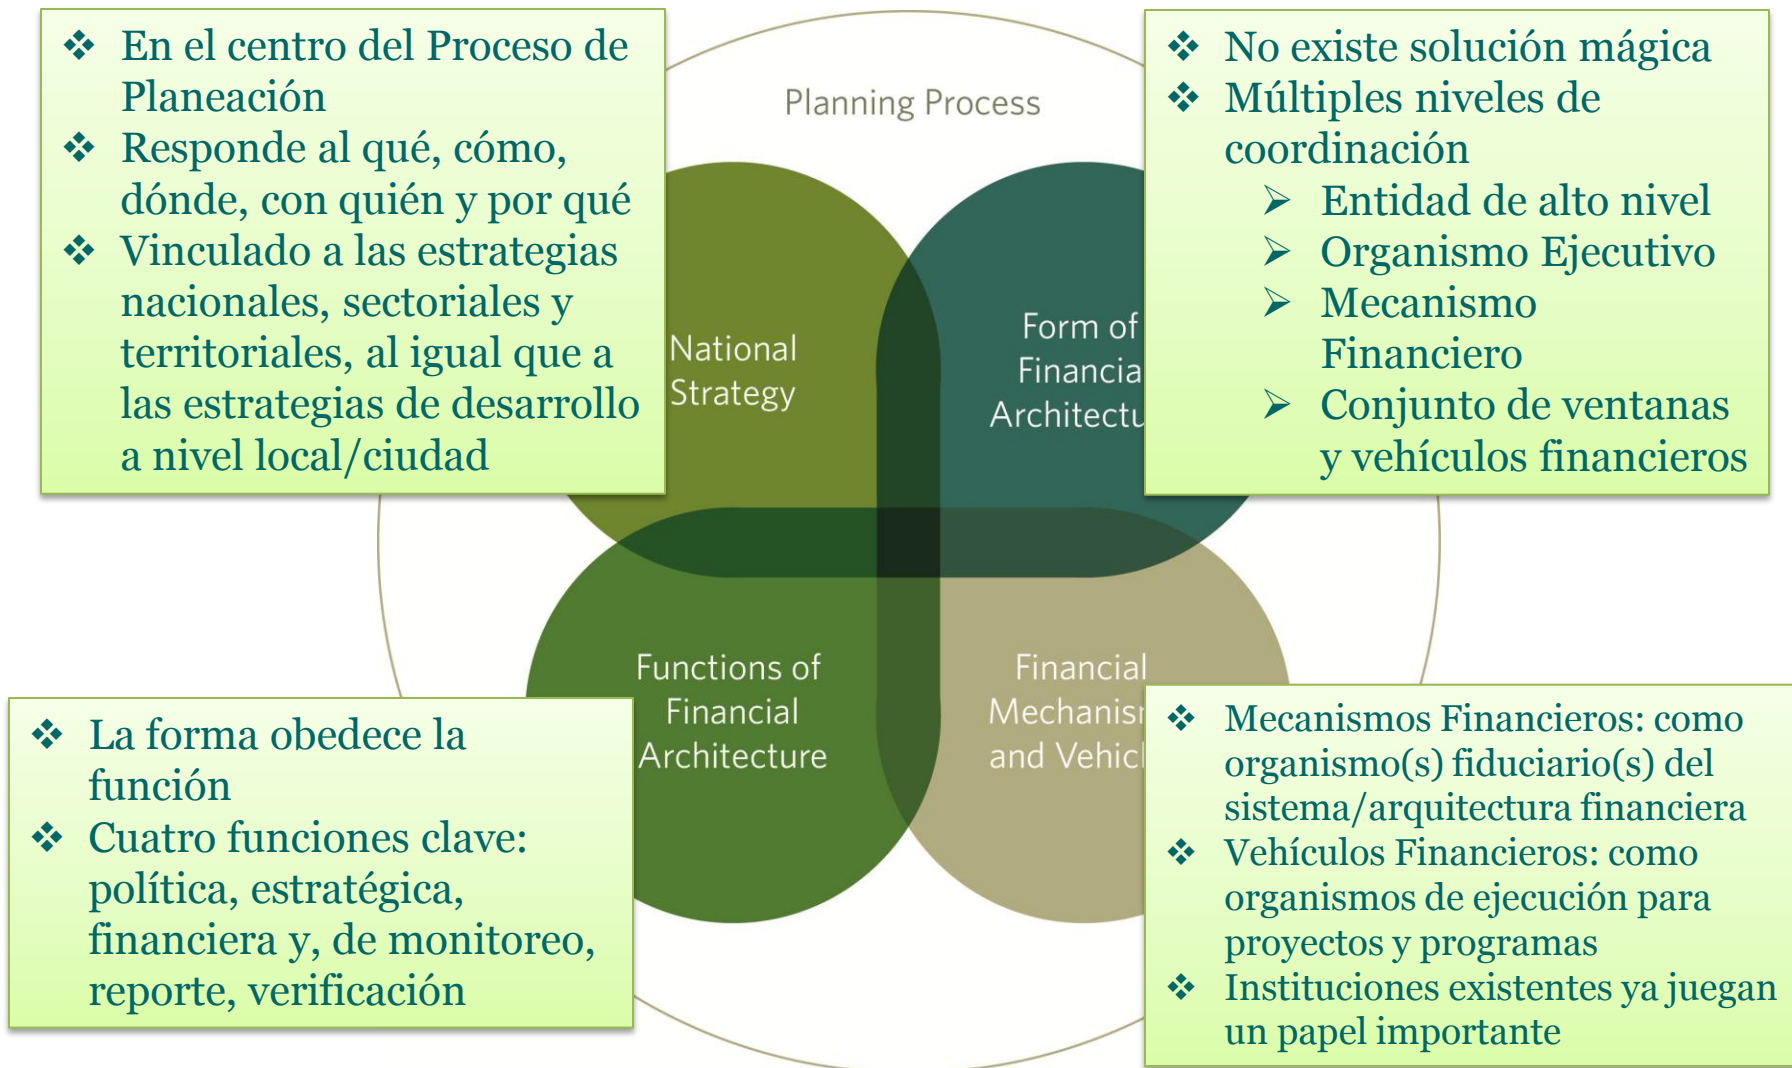 ❖ En el centro del Proceso de
Planeación
❖ Responde al qué, cómo,
dónde, con quién y por qué
❖ Vinculado a las estrategias
nacionales, sectoriales y
territoriales, al igual que a
las estrategias de desarrollo
a nivel local/ciudad
Planning Process
❖ No existe solución mágica
❖ Múltiples niveles de
coordinación
➢ Entidad de alto nivel
➢ Organismo Ejecutivo
➢ Mecanismo
Financiero
➢ Conjunto de ventanas
y vehículos financieros
National
Strategy
Form of
Financia
Architectu
❖ La forma obedece la
función
❖ Cuatro funciones clave:
política, estratégica,
financiera y, de monitoreo,
reporte, verificación
Functions of
Financial
Architecture
Financial
Mechanis
and Vehicl
❖ Mecanismos Financieros: como
organismo(s) fiduciario(s) del
sistema/arquitectura financiera
❖ Vehículos Financieros: como
organismos de ejecución para
proyectos y programas
❖ Instituciones existentes ya juegan
un papel importante